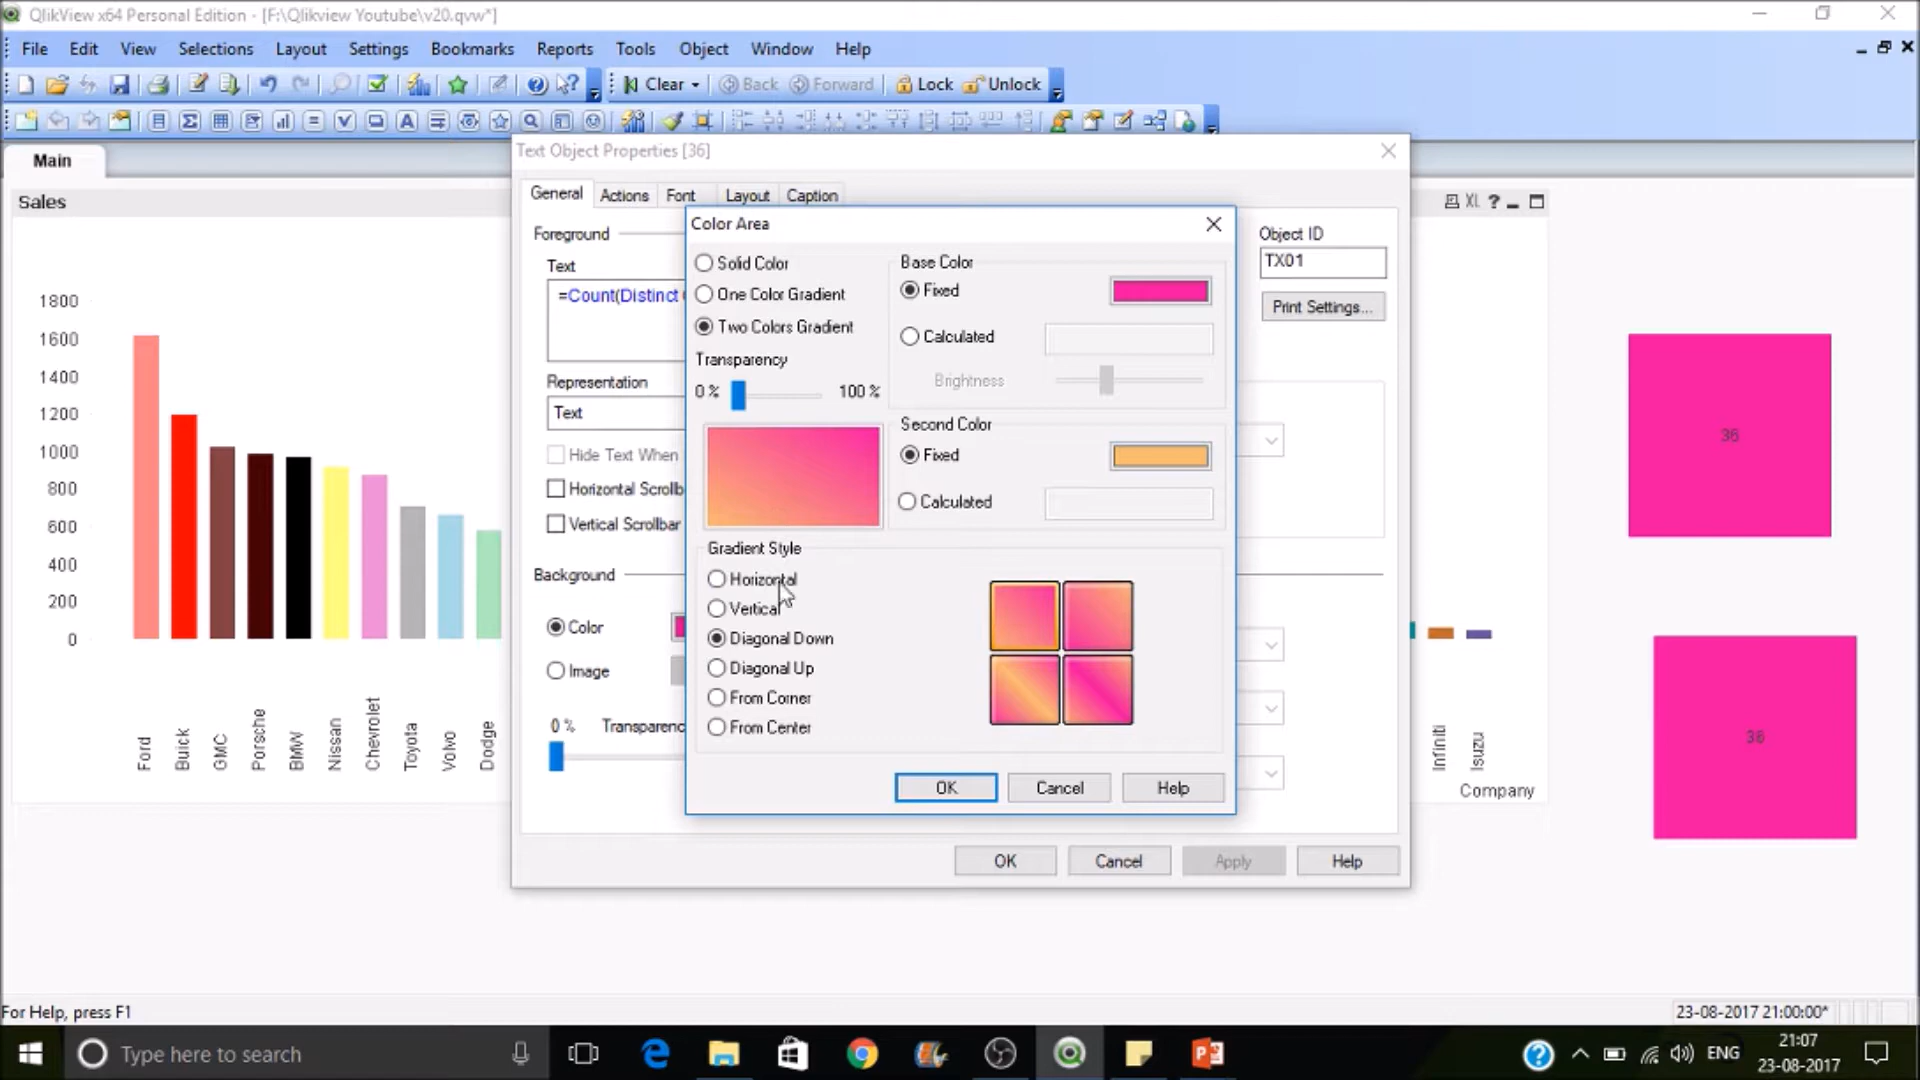 QlikView x64 Personal Edition - [F:\Qlikview Youtube\v20.qvw*]
File Edit View Selections Layout Settings Bookmarks Reports Tools Object Window Help
Clear Back Forward Lock Unlock
Main
Sales
XL ?
1800
1600
1400
1200
1000
800
600
400
200
0
Ford
Buick
GMC
Porsche
BMW
Nissan
Chevrolet
Toyota
Volvo
Dodge
Infiniti
Isuzu
Company
36
36
Text Object Properties [36]
General Actions Font Layout Caption
Foreground
Text
=Count(Distinct
Representation
Text
Hide Text When
Horizontal Scrollb
Vertical Scrollbar
Background
Color
Image
0 % Transparenc
Object ID
TX01
Print Settings...
OK Cancel Apply Help
Color Area
Solid Color
One Color Gradient
Two Colors Gradient
Transparency
0 % 100 %
Base Color
Fixed
Calculated
Brightness
Second Color
Fixed
Calculated
Gradient Style
Horizontal
Vertical
Diagonal Down
Diagonal Up
From Corner
From Center
OK Cancel Help
For Help, press F1
23-08-2017 21:00:00*
Type here to search
ENG
21:07
23-08-2017